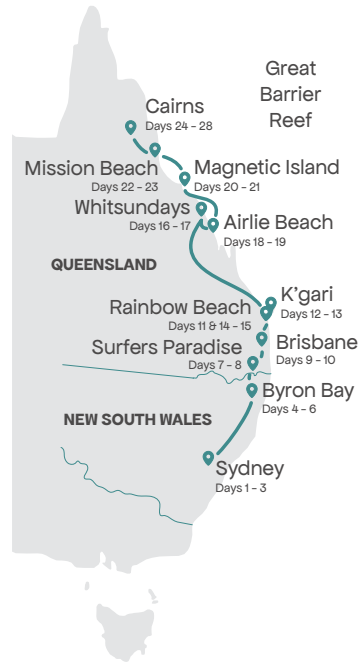 Great
Barrier
Reef
Cairns
Days 24 – 28
Mission Beach
Days 22 – 23
Magnetic Island
Days 20 – 21
Whitsundays
Days 16 – 17
Airlie Beach
Days 18 – 19
QUEENSLAND
K'gari
Days 12 – 13
Rainbow Beach
Days 11 & 14 – 15
Brisbane
Days 9 – 10
Surfers Paradise
Days 7 – 8
Byron Bay
Days 4 – 6
NEW SOUTH WALES
Sydney
Days 1 – 3